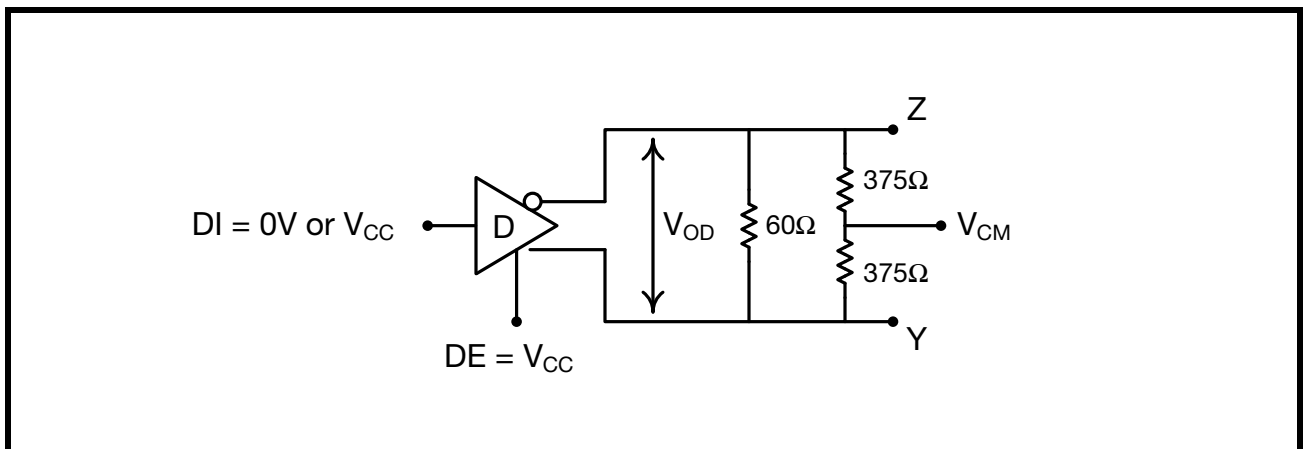 Z
375Ω
DI = 0V or VCC
D
VOD
60Ω
VCM
375Ω
Y
DE = VCC